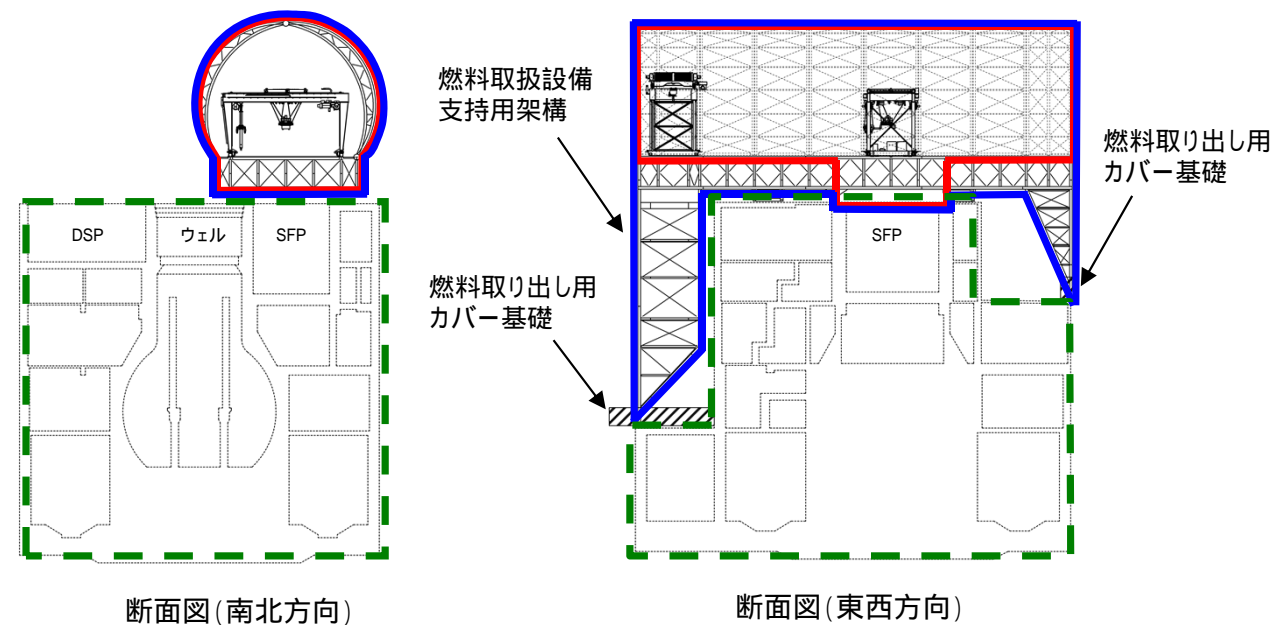 DSP
ウェル
SFP
断面図(南北方向)
燃料取扱設備
支持用架構
燃料取り出し用
カバー基礎
SFP
燃料取り出し用
カバー基礎
断面図(東西方向)